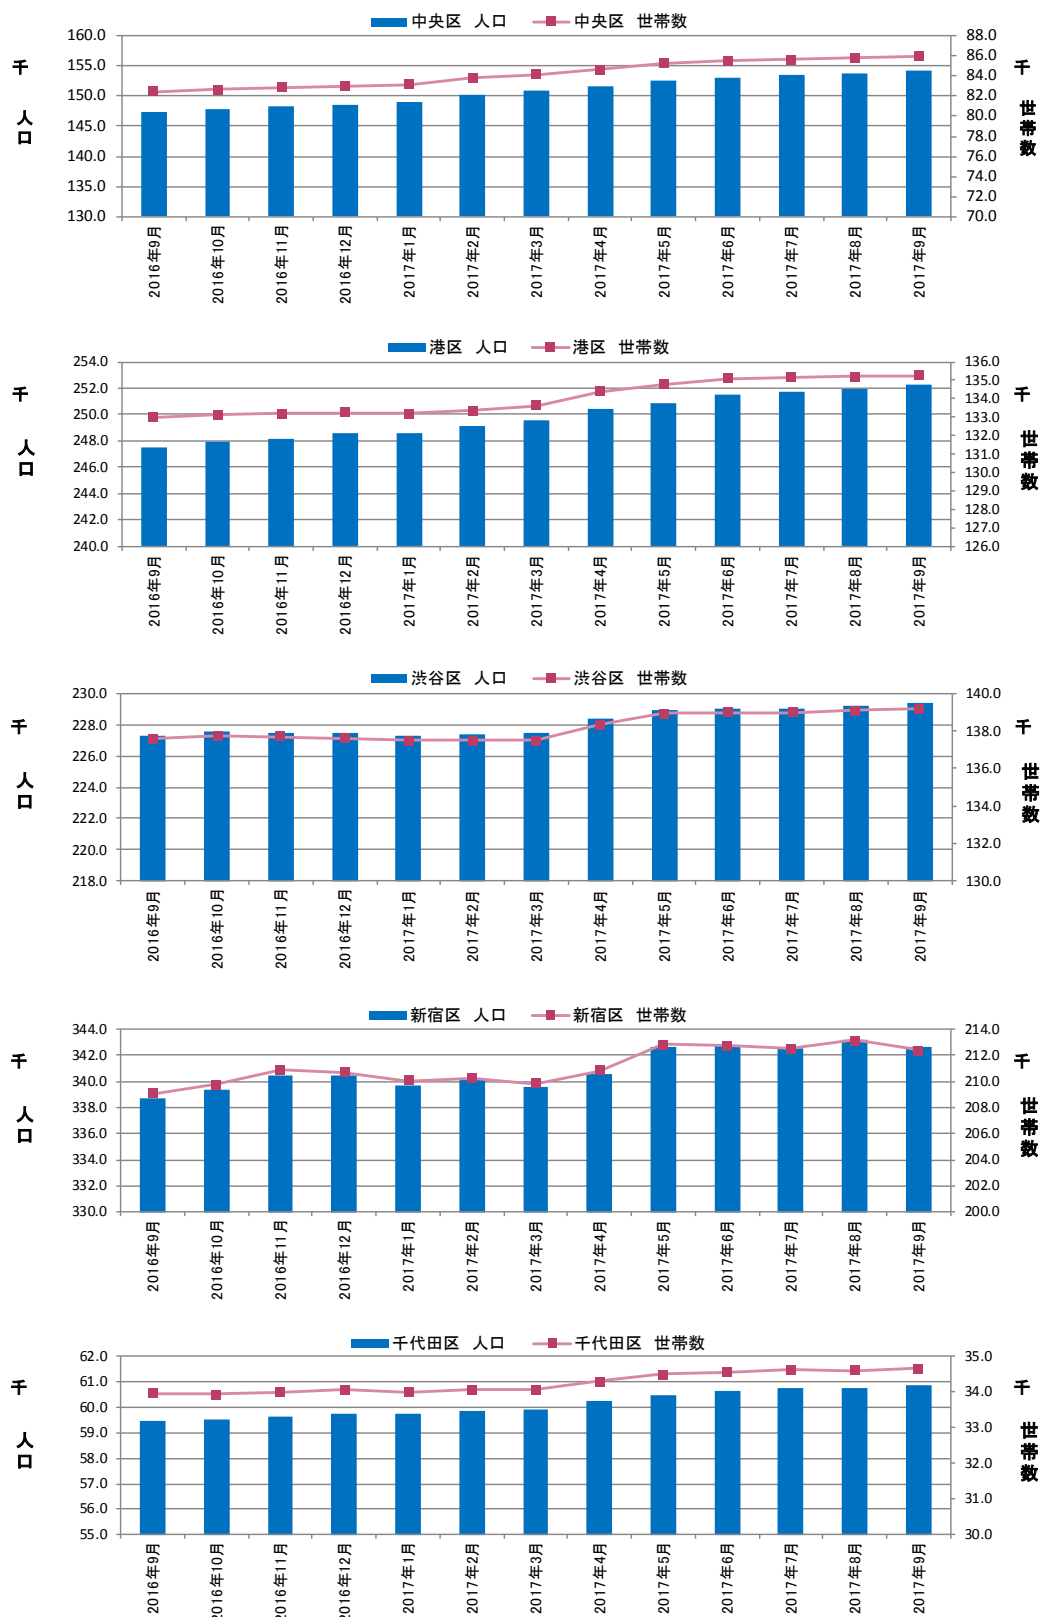 中央区　人口　中央区　世帯数
千　人口
160.0
155.0
150.0
145.0
140.0
135.0
130.0
88.0
86.0
84.0
82.0
80.0
78.0
76.0
74.0
72.0
70.0
千　世帯数
2016年9月
2016年10月
2016年11月
2016年12月
2017年1月
2017年2月
2017年3月
2017年4月
2017年5月
2017年6月
2017年7月
2017年8月
2017年9月
港区　人口　港区　世帯数
千　人口
254.0
252.0
250.0
248.0
246.0
244.0
242.0
240.0
136.0
135.0
134.0
133.0
132.0
131.0
130.0
129.0
128.0
127.0
126.0
千　世帯数
2016年9月
2016年10月
2016年11月
2016年12月
2017年1月
2017年2月
2017年3月
2017年4月
2017年5月
2017年6月
2017年7月
2017年8月
2017年9月
渋谷区　人口　渋谷区　世帯数
千　人口
230.0
228.0
226.0
224.0
222.0
220.0
218.0
140.0
138.0
136.0
134.0
132.0
130.0
千　世帯数
2016年9月
2016年10月
2016年11月
2016年12月
2017年1月
2017年2月
2017年3月
2017年4月
2017年5月
2017年6月
2017年7月
2017年8月
2017年9月
新宿区　人口　新宿区　世帯数
千　人口
344.0
342.0
340.0
338.0
336.0
334.0
332.0
330.0
214.0
212.0
210.0
208.0
206.0
204.0
202.0
200.0
千　世帯数
2016年9月
2016年10月
2016年11月
2016年12月
2017年1月
2017年2月
2017年3月
2017年4月
2017年5月
2017年6月
2017年7月
2017年8月
2017年9月
千代田区　人口　千代田区　世帯数
千　人口
62.0
61.0
60.0
59.0
58.0
57.0
56.0
55.0
35.0
34.0
33.0
32.0
31.0
30.0
千　世帯数
2016年9月
2016年10月
2016年11月
2016年12月
2017年1月
2017年2月
2017年3月
2017年4月
2017年5月
2017年6月
2017年7月
2017年8月
2017年9月